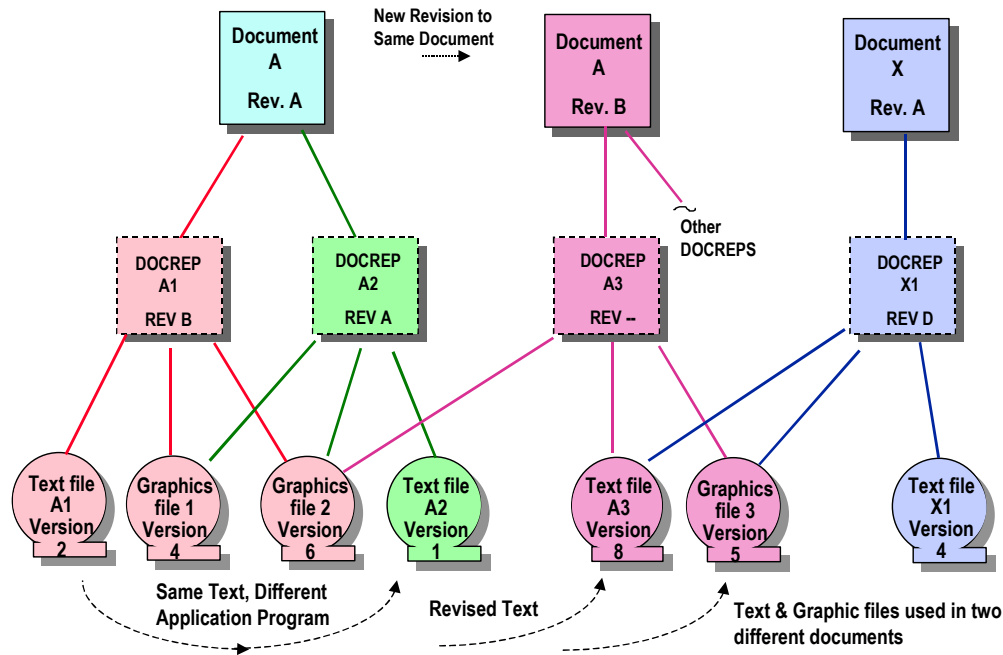 Document
A
Rev. A
New Revision to
Same Document
Document
A
Rev. B
Document
X
Rev. A
Other
DOCREPS
DOCREP
A1
REV B
DOCREP
A2
REV A
DOCREP
A3
REV --
DOCREP
X1
REV D
Text file
A1
Version
2
Graphics
file 1
Version
4
Graphics
file 2
Version
6
Text file
A2
Version
1
Text file
A3
Version
8
Graphics
file 3
Version
5
Text file
X1
Version
4
Same Text, Different
Application Program
Revised Text
Text & Graphic files used in two
different documents